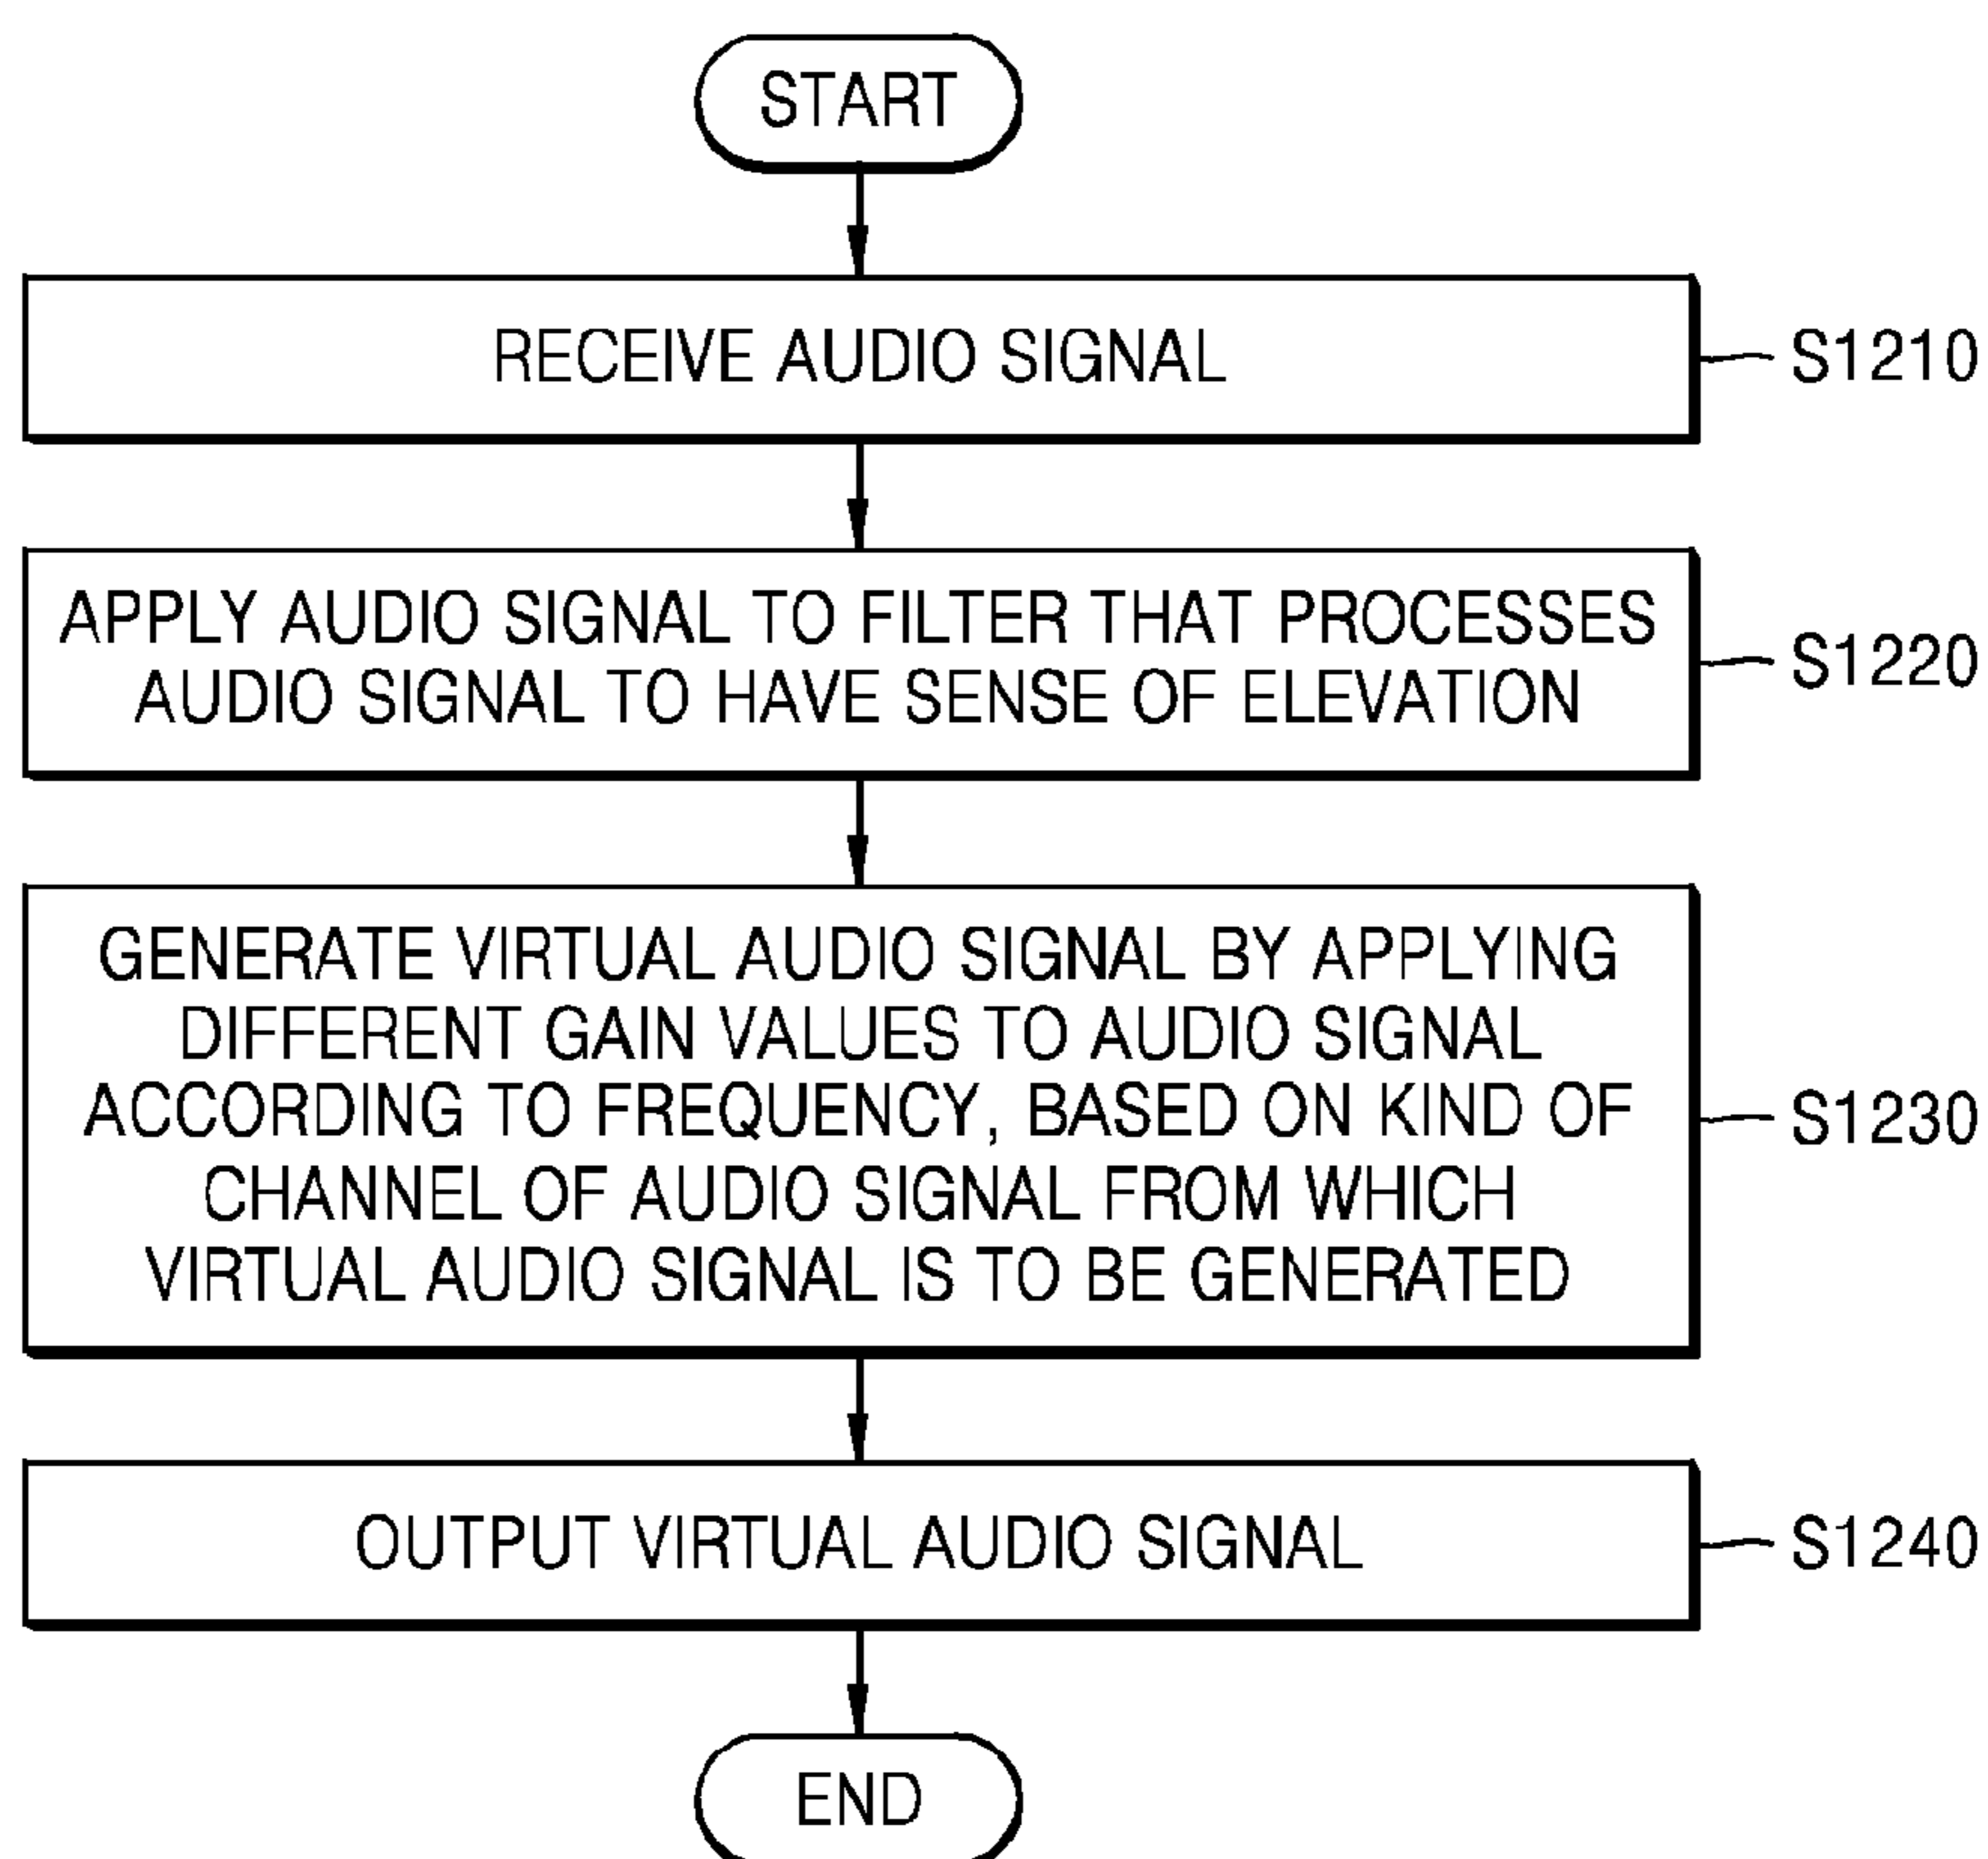 START
RECEIVE AUDIO SIGNAL
S1210
APPLY AUDIO SIGNAL TO FILTER THAT PROCESSES
AUDIO SIGNAL TO HAVE SENSE OF ELEVATION
S1220
GENERATE VIRTUAL AUDIO SIGNAL BY APPLYING
DIFFERENT GAIN VALUES TO AUDIO SIGNAL
ACCORDING TO FREQUENCY, BASED ON KIND OF
CHANNEL OF AUDIO SIGNAL FROM WHICH
VIRTUAL AUDIO SIGNAL IS TO BE GENERATED
S1230
OUTPUT VIRTUAL AUDIO SIGNAL
S1240
END